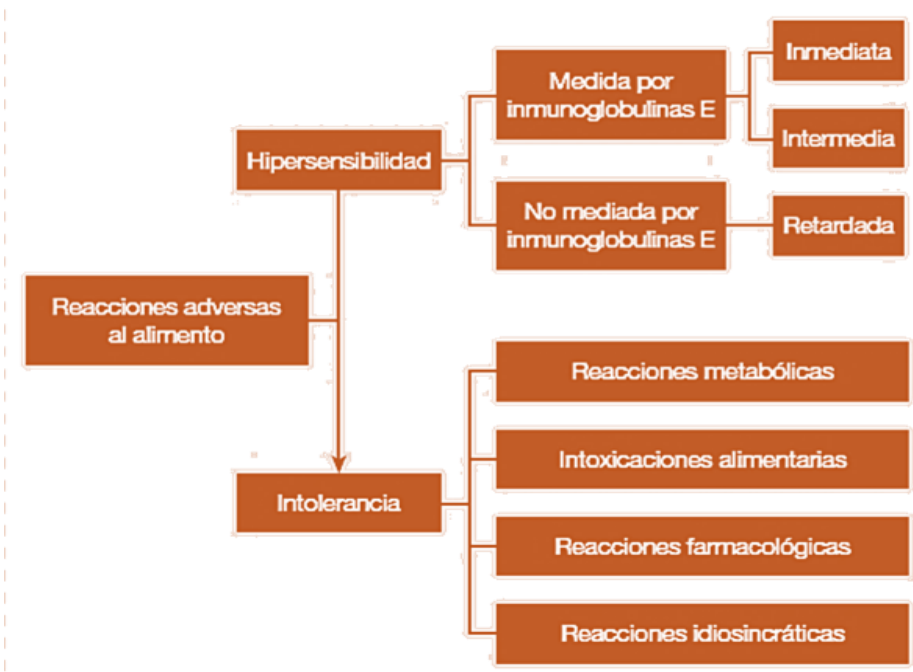 Inmediata
Medida por
inmunoglobulinas E
Intermedia
Hipersensibilidad
No mediada por
inmunoglobulinas E
Retardada
Reacciones adversas
al alimento
Reacciones metabólicas
Intoxicaciones alimentarias
Intolerancia
Reacciones farmacológicas
Reacciones idiosincráticas